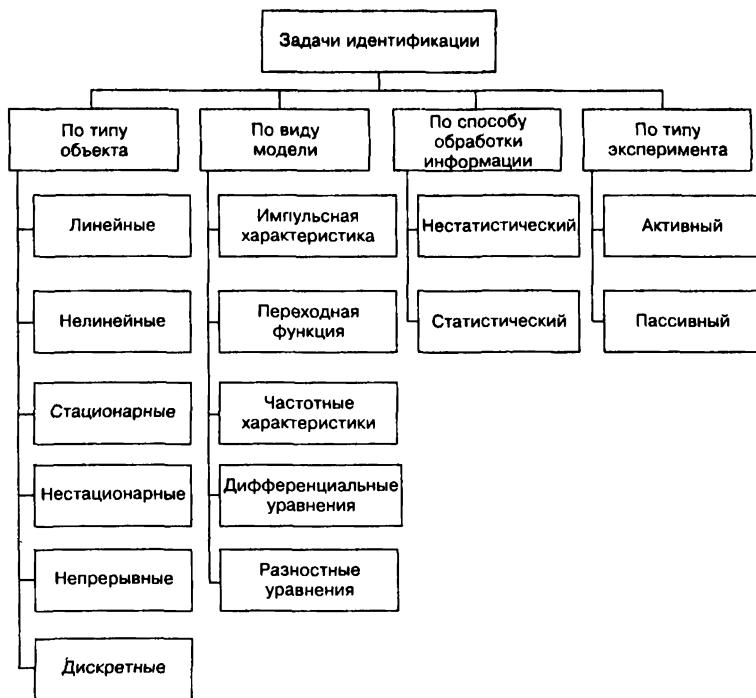 Задачи идентификации
По типу
объекта
По виду
модели
По способу
обработки
информации
По типу
эксперимента
Линейные
Нелинейные
Стационарные
Нестационарные
Непрерывные
Дискретные
Импульсная
характеристика
Переходная
функция
Частотные
характеристики
Дифференциальные
уравнения
Разностные
уравнения
Нестатистический
Статистический
Активный
Пассивный